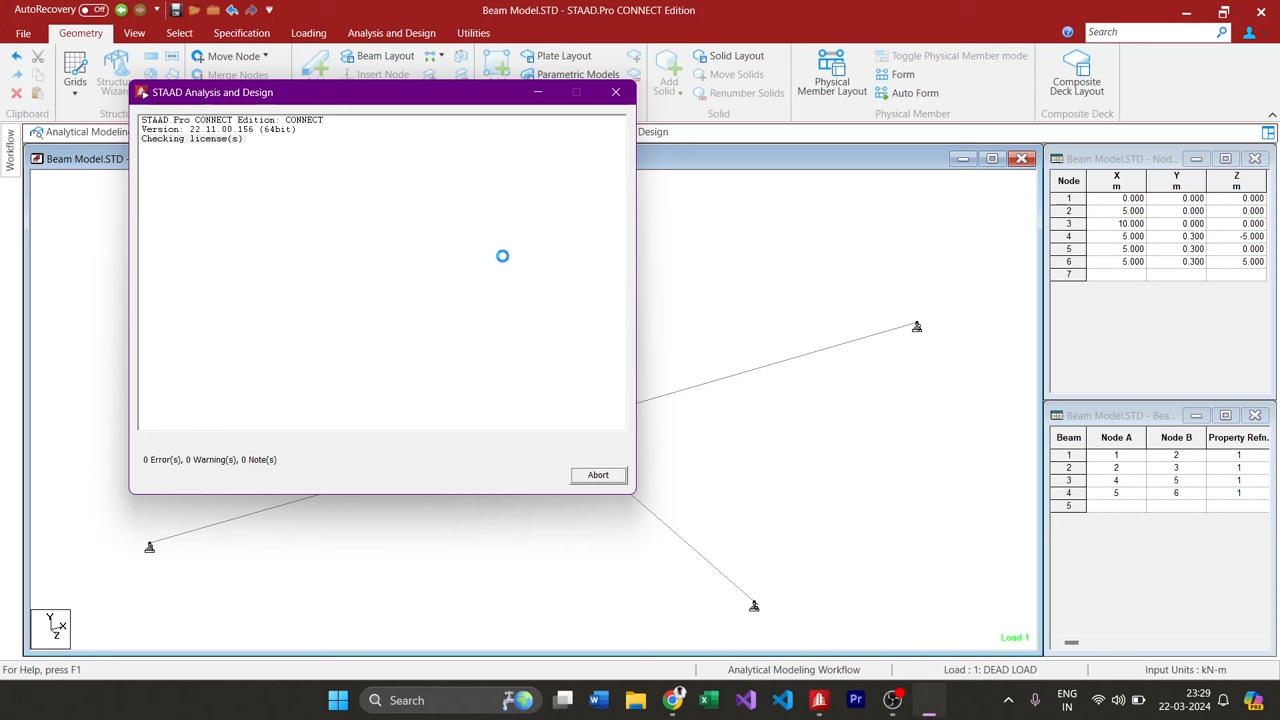 AutoRecovery Off
Beam Model.STD - STAAD.Pro CONNECT Edition
File Geometry View Select Specification Loading Analysis and Design Utilities
Search
Grids
Move Node
Merge Nodes
Beam Layout
Insert Node
Plate Layout
Parametric Models
Add
Solid
Solid Layout
Move Solids
Renumber Solids
Physical
Member Layout
Toggle Physical Member mode
Form
Auto Form
Composite
Deck Layout
Clipboard
Solid
Physical Member
Composite Deck
Workflow
Analytical Modeling
Design
STAAD Analysis and Design
STAAD.Pro CONNECT Edition: CONNECT
Version: 22.11.00.156 (64bit)
Checking license(s)
0 Error(s), 0 Warning(s), 0 Note(s)
Abort
Beam Model.STD -
Load 1
Y
X
Z
Beam Model.STD - Nod...
Node X m Y m Z m
1 0.000 0.000 0.000
2 5.000 0.000 0.000
3 10.000 0.000 0.000
4 5.000 0.300 -5.000
5 5.000 0.300 0.000
6 5.000 0.300 5.000
7
Beam Model.STD - Bea...
Beam Node A Node B Property Refn.
1 1 2 1
2 2 3 1
3 4 5 1
4 5 6 1
5
For Help, press F1
Analytical Modeling Workflow
Load : 1: DEAD LOAD
Input Units : kN-m
Search
ENG
IN
23:29
22-03-2024